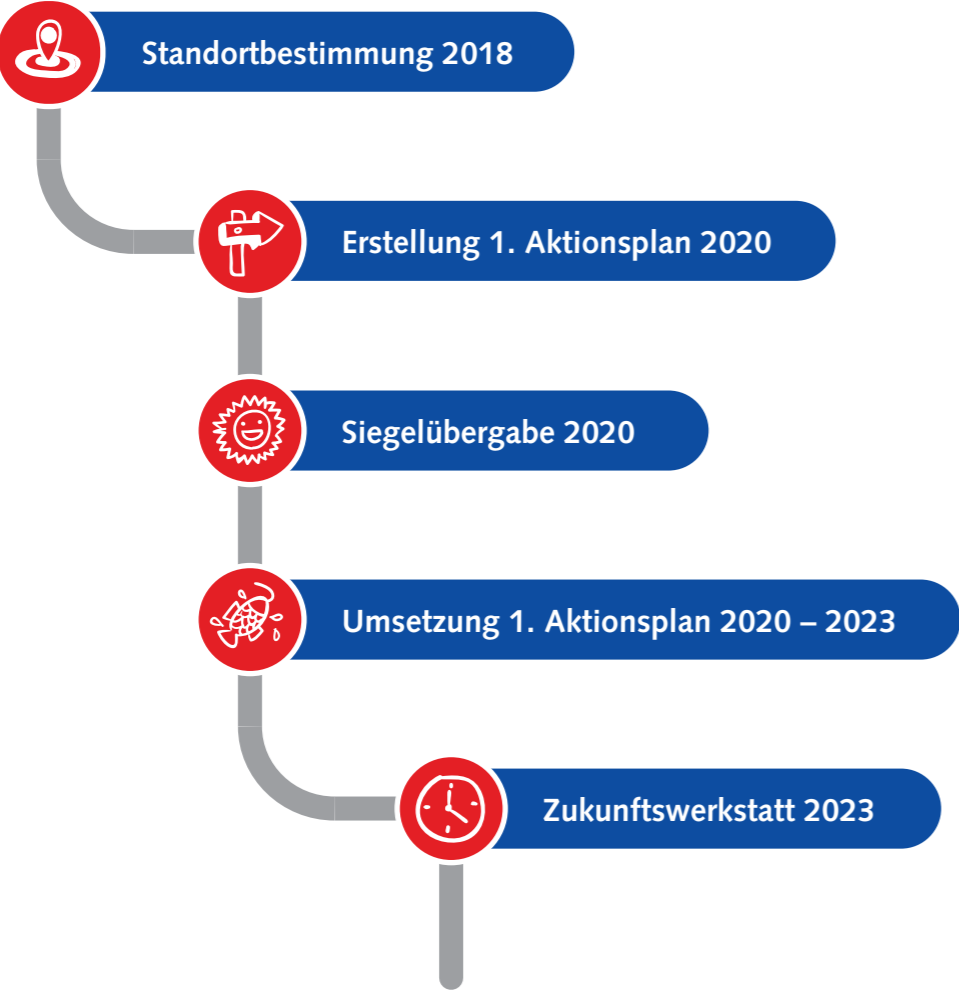 Standortbestimmung 2018
Erstellung 1. Aktionsplan 2020
Siegelübergabe 2020
Umsetzung 1. Aktionsplan 2020 – 2023
Zukunftswerkstatt 2023